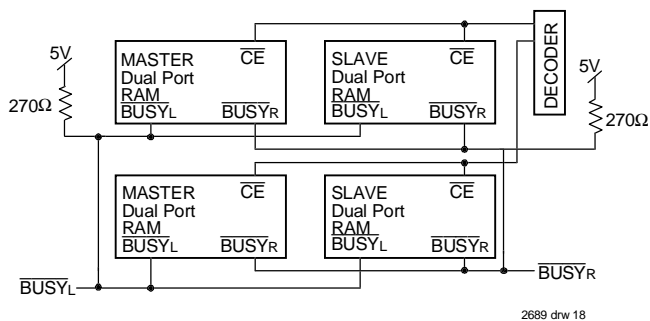 MASTER
Dual Port
RAM
CE
BUSYL
BUSYR
SLAVE
Dual Port
RAM
CE
BUSYL
BUSYR
DECODER
5V
270Ω
5V
270Ω
MASTER
Dual Port
RAM
CE
BUSYL
BUSYR
SLAVE
Dual Port
RAM
CE
BUSYL
BUSYR
BUSYL
BUSYR
2689 drw 18